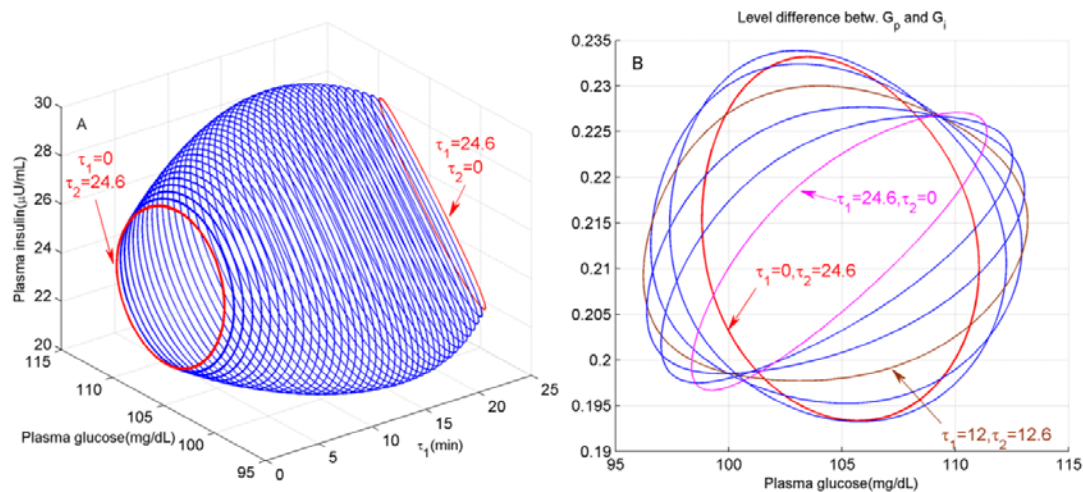 A
τ1=0
τ2=24.6
τ1=24.6
τ2=0
30
28
26
24
22
20
Plasma insulin(μU/mL)
115
110
105
100
95
Plasma glucose(mg/dL)
0
5
10
15
20
25
τ1(min)
Level difference betw. Gp and Gi
B
0.235
0.23
0.225
0.22
0.215
0.21
0.205
0.2
0.195
0.19
τ1=24.6,τ2=0
τ1=0,τ2=24.6
τ1=12,τ2=12.6
95
100
105
110
115
Plasma glucose(mg/dL)